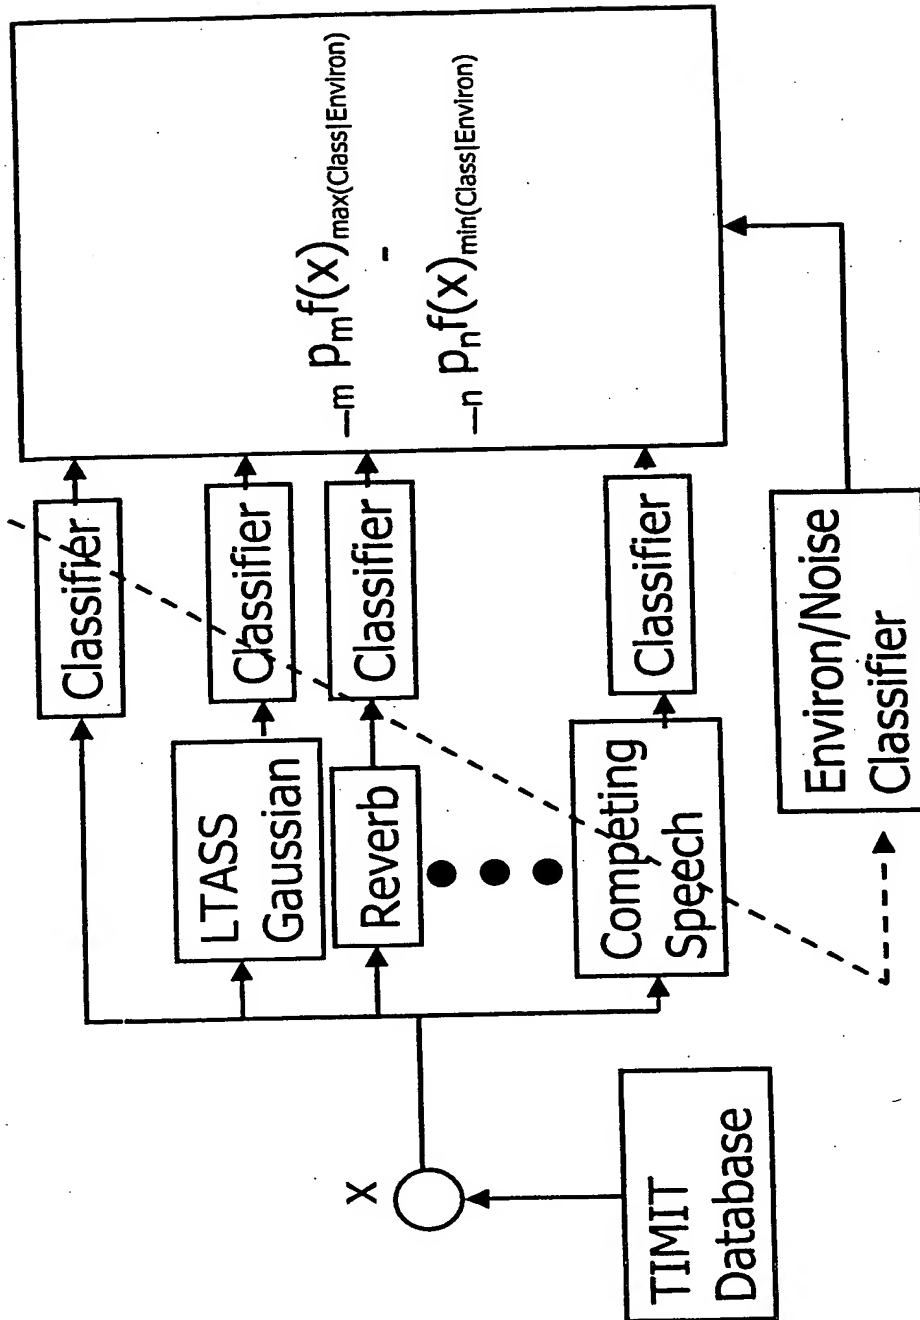 TIMIT
Database
X
LTASS
Gaussian
Reverb
Competing
Speech
Classifier
Classifier
Classifier
Classifier
Environ/Noise
Classifier
—m pmf(x)max(Class|Environ)
-
—n pnf(x)min(Class|Environ)